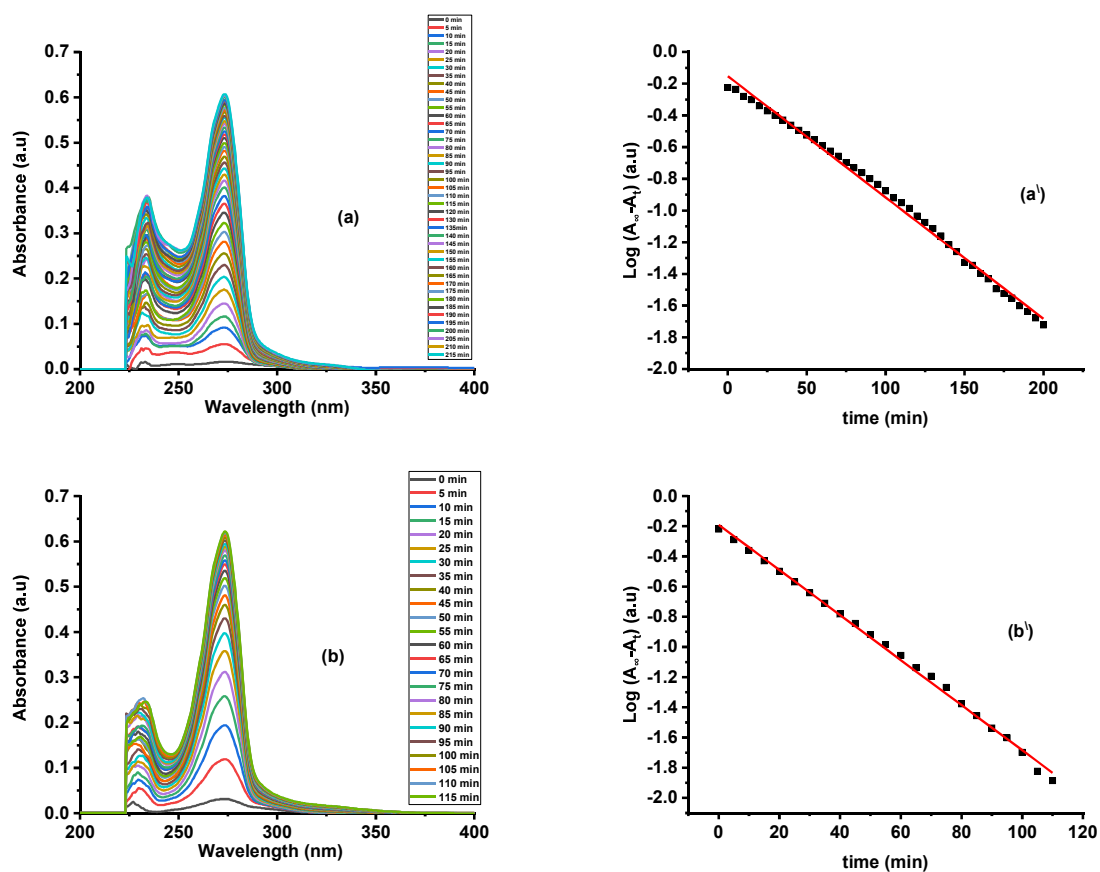 0 min
5 min
10 min
15 min
20 min
25 min
30 min
35 min
40 min
45 min
50 min
55 min
60 min
65 min
70 min
75 min
80 min
85 min
90 min
95 min
100 min
105 min
110 min
115 min
120 min
130 min
135min
140 min
145 min
150 min
155 min
160 min
165 min
170 min
175 min
180 min
185 min
190 min
195 min
200 min
205 min
210 min
215 min
0.7
0.6
0.5
0.4
0.3
0.2
0.1
0.0
Absorbance (a.u)
(a)
200 250 300 350 400
Wavelength (nm)
0.0
-0.2
-0.4
-0.6
-0.8
-1.0
-1.2
-1.4
-1.6
-1.8
-2.0
Log (A∞-At) (a.u)
(a\)
0 50 100 150 200
time (min)
0 min
5 min
10 min
15 min
20 min
25 min
30 min
35 min
40 min
45 min
50 min
55 min
60 min
65 min
70 min
75 min
80 min
85 min
90 min
95 min
100 min
105 min
110 min
115 min
0.7
0.6
0.5
0.4
0.3
0.2
0.1
0.0
Absorbance (a.u)
(b)
200 250 300 350 400
Wavelength (nm)
0.0
-0.2
-0.4
-0.6
-0.8
-1.0
-1.2
-1.4
-1.6
-1.8
-2.0
Log (A∞-At) (a.u)
(b\)
0 20 40 60 80 100 120
time (min)